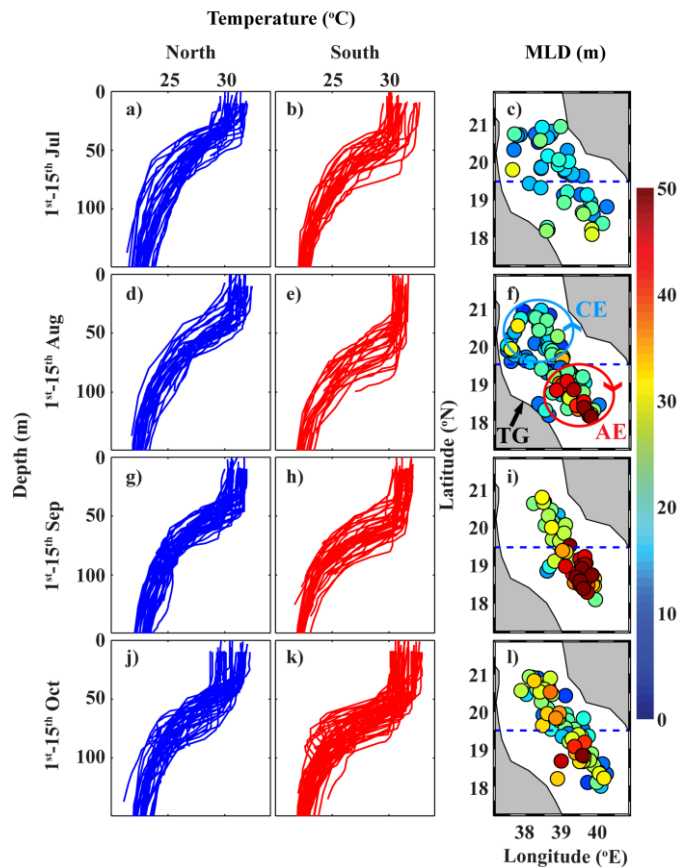 Temperature (°C)
North South MLD (m)
25 30 25 30
1st-15th Jul
0
50
100
a) b) c)
21
20
19
18
1st-15th Aug
0
50
100
d) e) f)
CE
TG
AE
21
20
19
18
Depth (m)
Latitude (°N)
1st-15th Sep
0
50
100
g) h) i)
21
20
19
18
1st-15th Oct
0
50
100
j) k) l)
21
20
19
18
38 39 40
Longitude (°E)
50
40
30
20
10
0